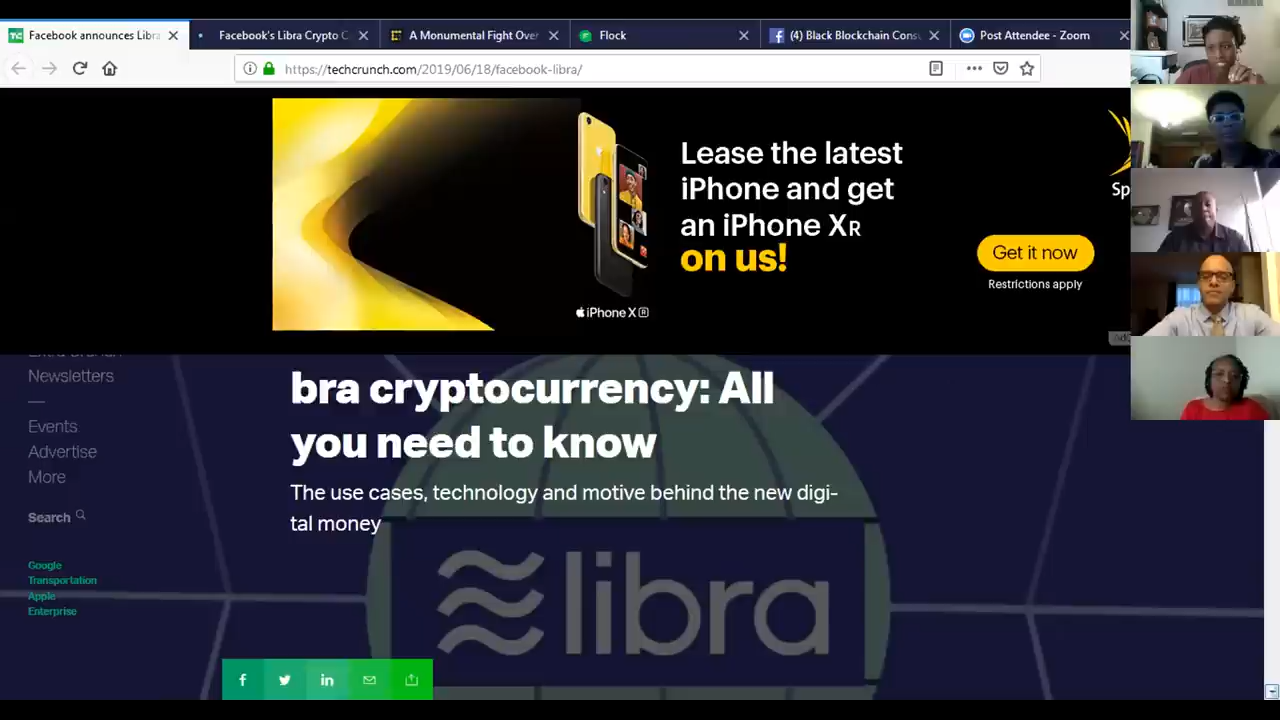 Facebook announces Libra
Facebook's Libra Crypto C
A Monumental Fight Over
Flock
(4) Black Blockchain Cons
Post Attendee - Zoom
https://techcrunch.com/2019/06/18/facebook-libra/
Lease the latest
iPhone and get
an iPhone XR
on us!
Get it now
Restrictions apply
Sp
iPhone XR
Newsletters
Events
Advertise
More
Search
Google
Transportation
Apple
Enterprise
bra cryptocurrency: All
you need to know
The use cases, technology and motive behind the new digi-
tal money
libra